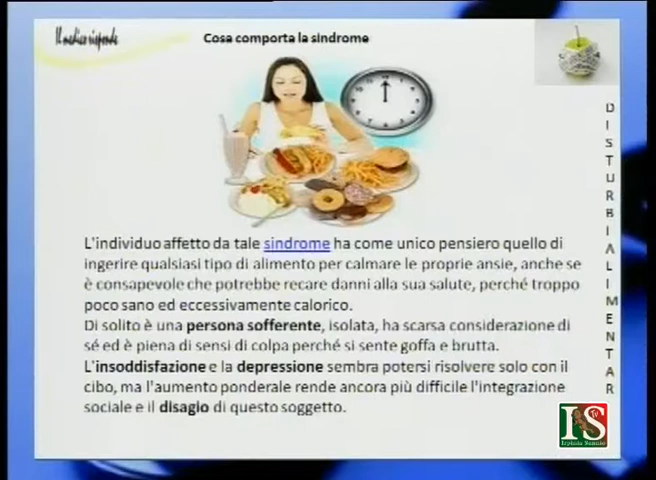 Il medico risponde
Cosa comporta la sindrome
L'individuo affetto da tale sindrome ha come unico pensiero quello di
ingerire qualsiasi tipo di alimento per calmare le proprie ansie, anche se
è consapevole che potrebbe recare danni alla sua salute, perché troppo
poco sano ed eccessivamente calorico.
Di solito è una persona sofferente, isolata, ha scarsa considerazione di
sé ed è piena di sensi di colpa perché si sente goffa e brutta.
L'insoddisfazione e la depressione sembra potersi risolvere solo con il
cibo, ma l'aumento ponderale rende ancora più difficile l'integrazione
sociale e il disagio di questo soggetto.
DISTURBI ALIMENTAR
IS
Tv